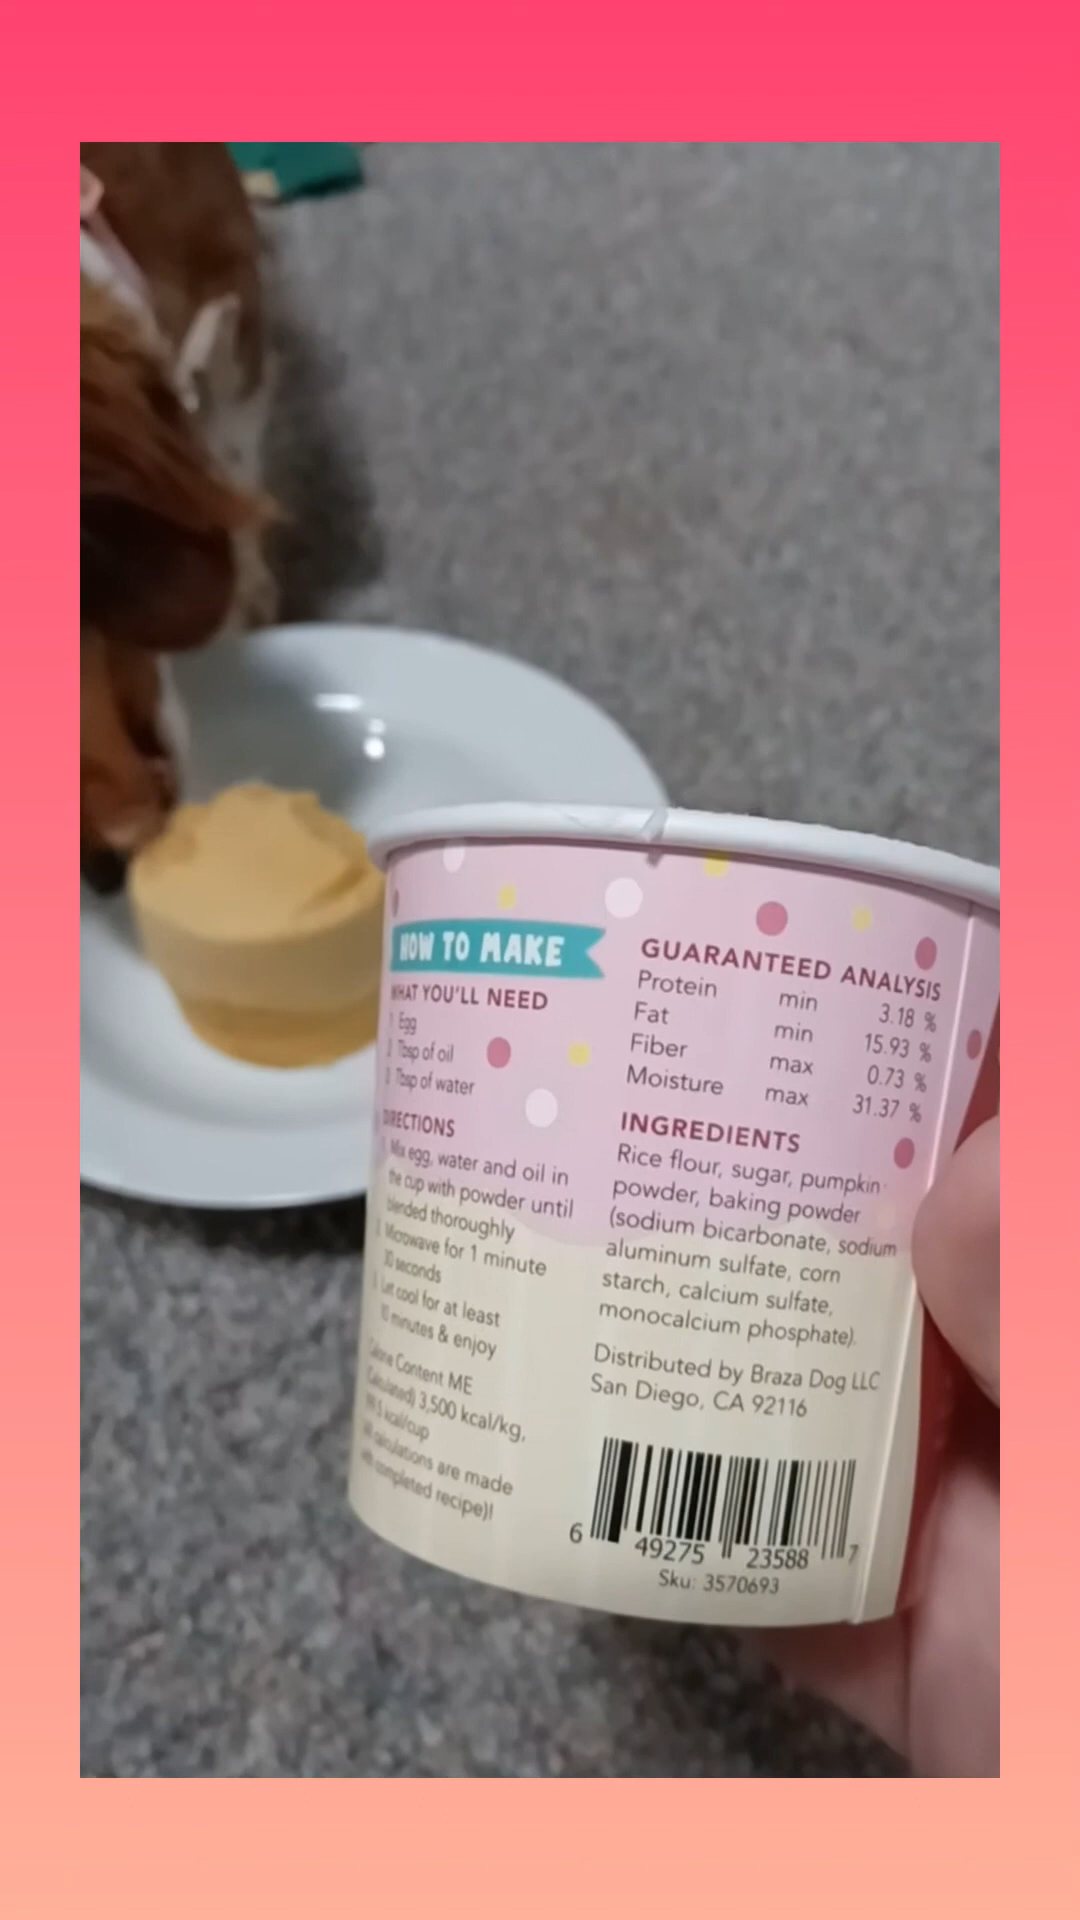 HOW TO MAKE
WHAT YOU'LL NEED
1 Egg
Tbsp of oil
Tbsp of water
DIRECTIONS
Mix egg, water and oil in
the cup with powder until
blended thoroughly
Microwave for 1 minute
30 seconds
Let cool for at least
10 minutes & enjoy
Calorie Content ME
(Calculated) 3,500 kcal/kg,
kcal/cup
calculations are made
with completed recipe)!
GUARANTEED ANALYSIS
Protein min 3.18 %
Fat min 15.93 %
Fiber max 0.73 %
Moisture max 31.37 %
INGREDIENTS
Rice flour, sugar, pumpkin
powder, baking powder
(sodium bicarbonate, sodium
aluminum sulfate, corn
starch, calcium sulfate,
monocalcium phosphate).
Distributed by Braza Dog LLC
San Diego, CA 92116
6 49275 23588 7
Sku: 3570693